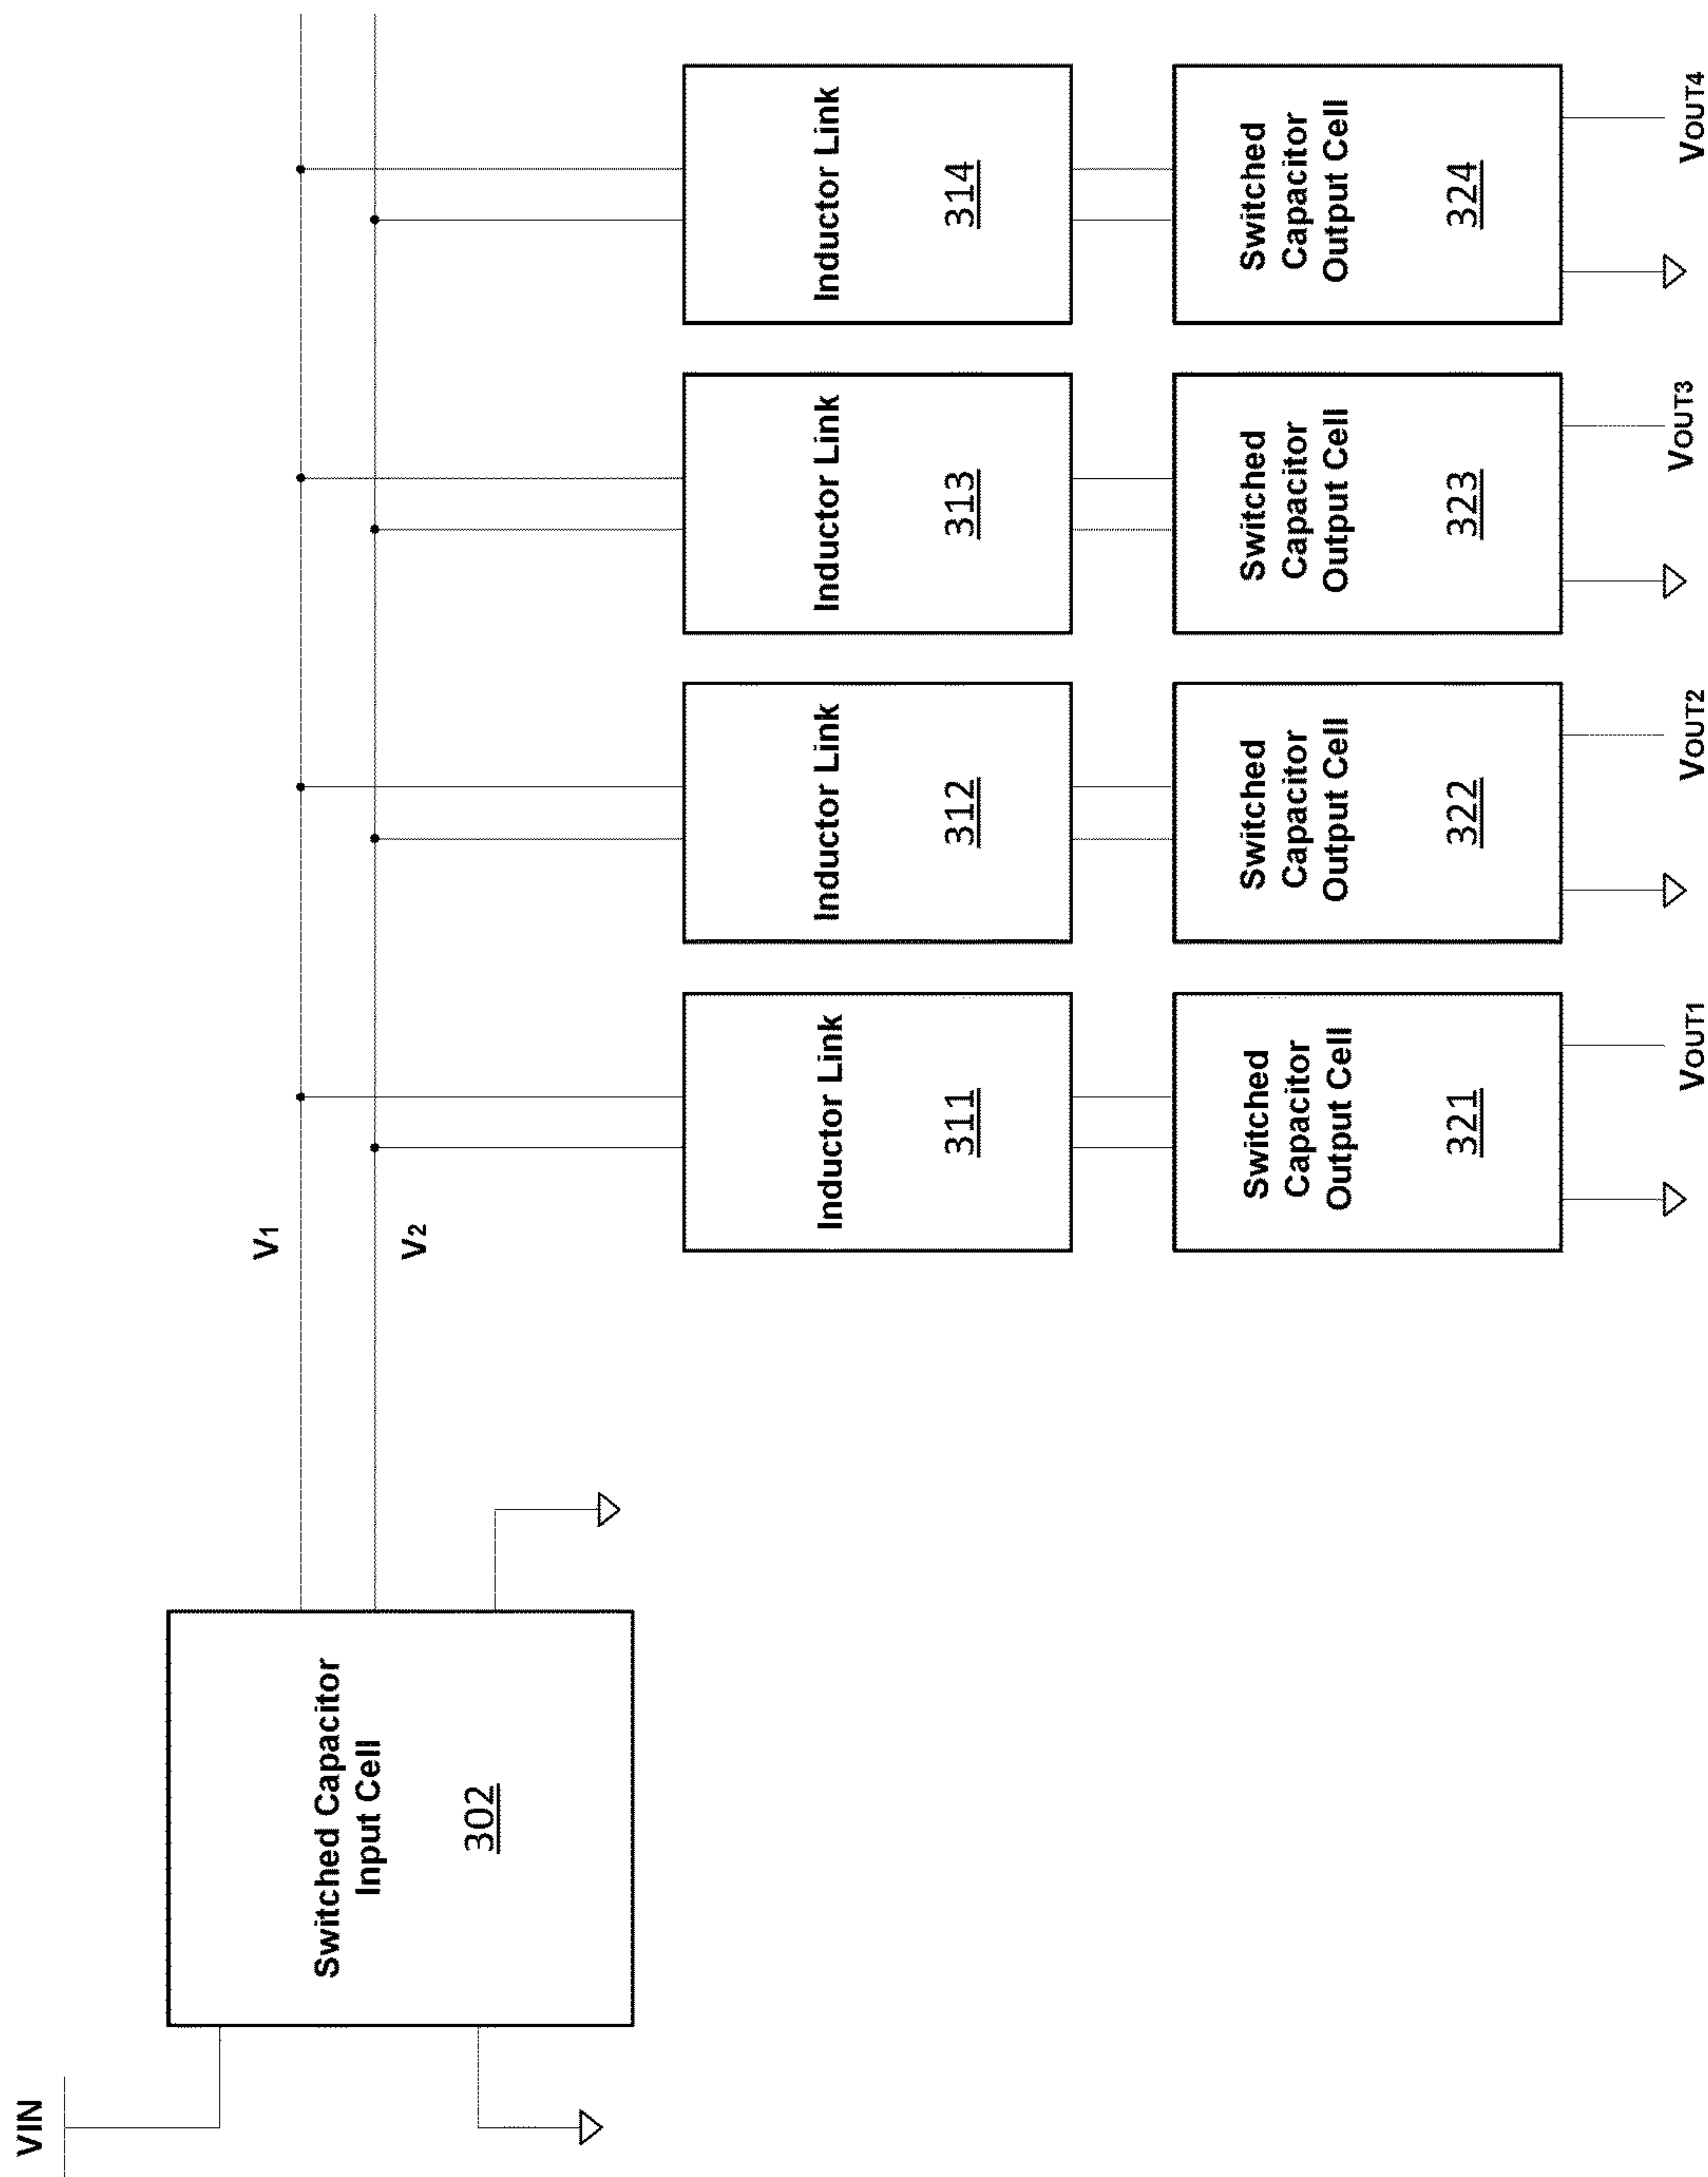 VIN
Switched Capacitor
Input Cell
302
V1
V2
Inductor Link
311
Inductor Link
312
Inductor Link
313
Inductor Link
314
Switched
Capacitor
Output Cell
321
Switched
Capacitor
Output Cell
322
Switched
Capacitor
Output Cell
323
Switched
Capacitor
Output Cell
324
VOUT1
VOUT2
VOUT3
VOUT4